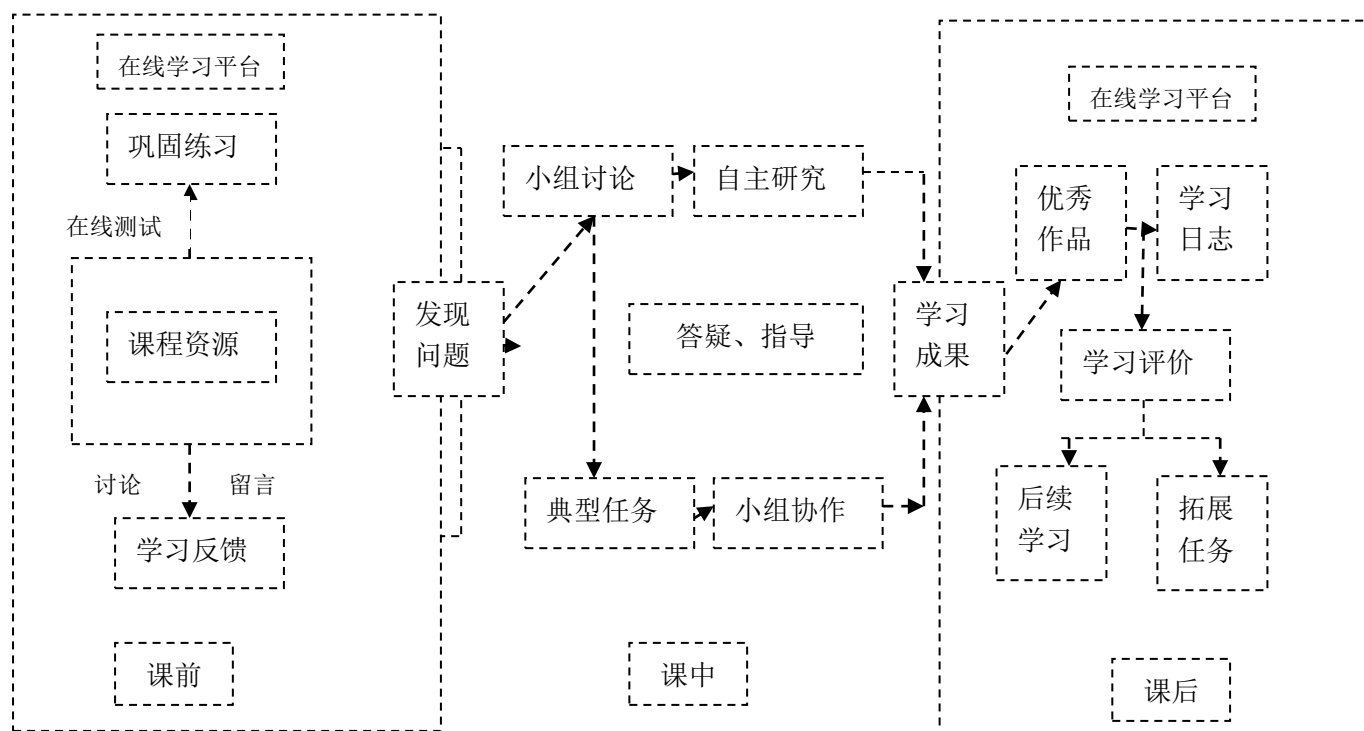 在线学习平台
巩固练习
在线测试
课程资源
讨论 留言
学习反馈
课前
发现
问题
小组讨论
自主研究
答疑、指导
典型任务
小组协作
课中
学习
成果
在线学习平台
优秀
作品
学习
日志
学习评价
后续
学习
拓展
任务
课后